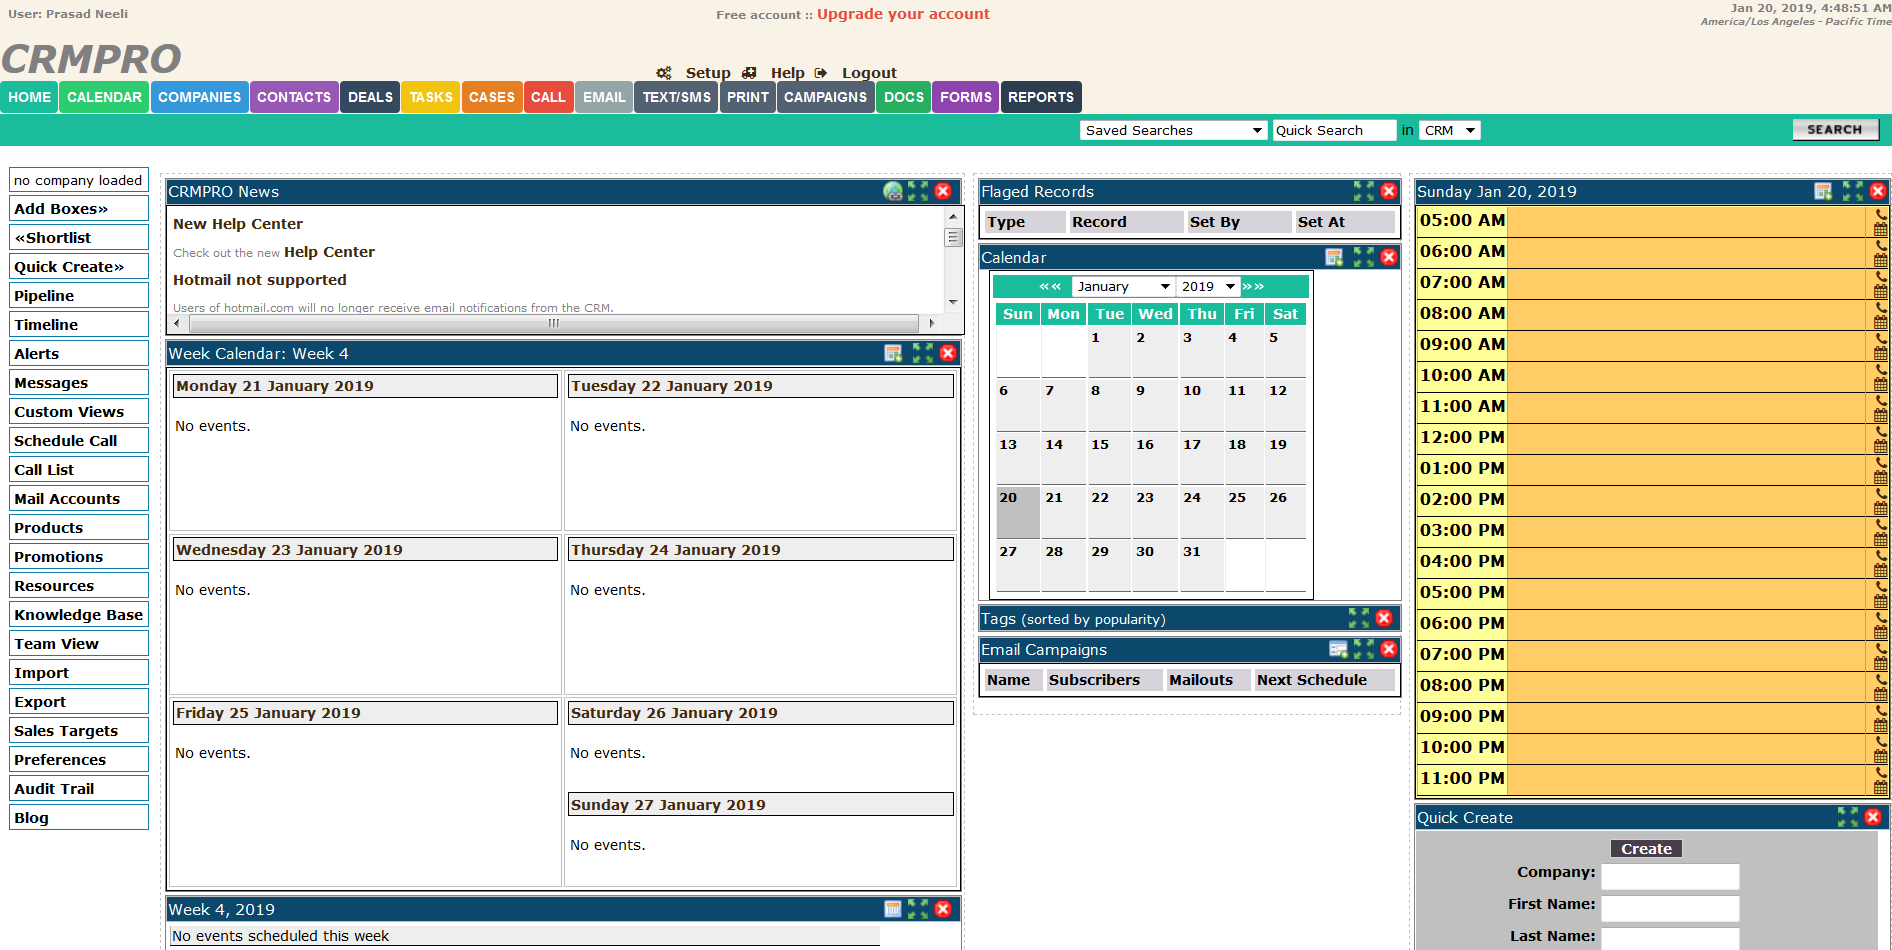 User: Prasad Neeli
Free account :: Upgrade your account
Jan 20, 2019, 4:48:51 AM
America/Los Angeles - Pacific Time
CRMPRO
Setup Help Logout
HOME CALENDAR COMPANIES CONTACTS DEALS TASKS CASES CALL EMAIL TEXT/SMS PRINT CAMPAIGNS DOCS FORMS REPORTS
Saved Searches Quick Search in CRM SEARCH
no company loaded
Add Boxes»
«Shortlist
Quick Create»
Pipeline
Timeline
Alerts
Messages
Custom Views
Schedule Call
Call List
Mail Accounts
Products
Promotions
Resources
Knowledge Base
Team View
Import
Export
Sales Targets
Preferences
Audit Trail
Blog
CRMPRO News
New Help Center
Check out the new Help Center
Hotmail not supported
Users of hotmail.com will no longer receive email notifications from the CRM.
Week Calendar: Week 4
Monday 21 January 2019
No events.
Tuesday 22 January 2019
No events.
Wednesday 23 January 2019
No events.
Thursday 24 January 2019
No events.
Friday 25 January 2019
No events.
Saturday 26 January 2019
No events.
Sunday 27 January 2019
No events.
Week 4, 2019
No events scheduled this week
Flaged Records
Type Record Set By Set At
Calendar
«« January 2019 »»
Sun Mon Tue Wed Thu Fri Sat
1 2 3 4 5
6 7 8 9 10 11 12
13 14 15 16 17 18 19
20 21 22 23 24 25 26
27 28 29 30 31
Tags (sorted by popularity)
Email Campaigns
Name Subscribers Mailouts Next Schedule
Sunday Jan 20, 2019
05:00 AM
06:00 AM
07:00 AM
08:00 AM
09:00 AM
10:00 AM
11:00 AM
12:00 PM
01:00 PM
02:00 PM
03:00 PM
04:00 PM
05:00 PM
06:00 PM
07:00 PM
08:00 PM
09:00 PM
10:00 PM
11:00 PM
Quick Create
Create
Company:
First Name:
Last Name: